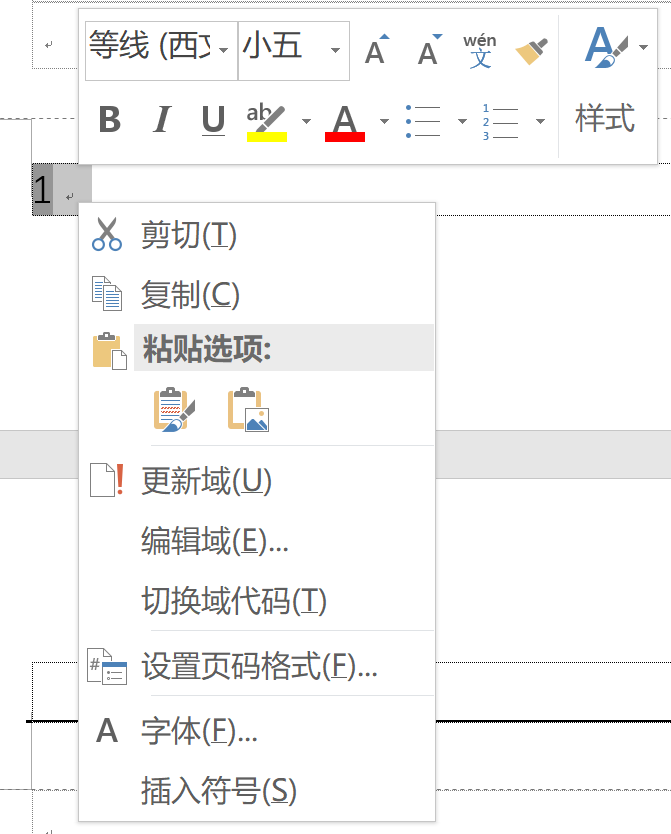 等线 (西文 小五 A A wén 文 A
B I U ab A 1 2 3 样式
1
剪切(T)
复制(C)
粘贴选项:
更新域(U)
编辑域(E)...
切换域代码(T)
# 设置页码格式(F)...
A 字体(F)...
插入符号(S)